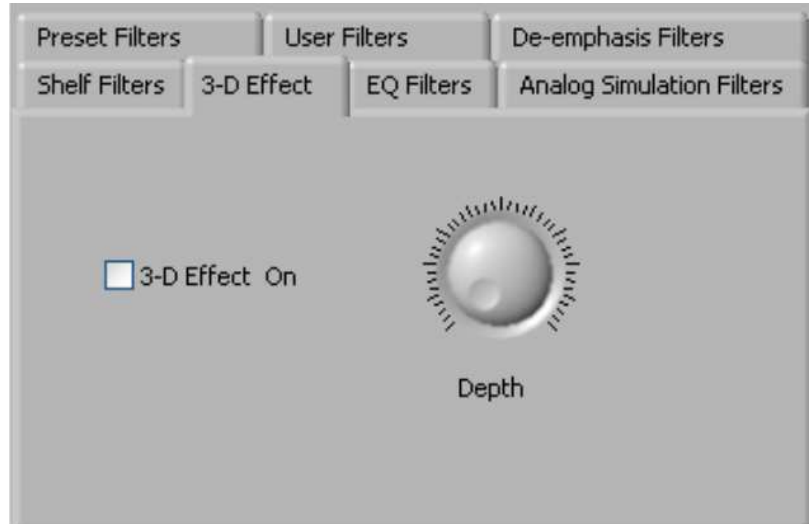 Preset Filters
User Filters
De-emphasis Filters
Shelf Filters
3-D Effect
EQ Filters
Analog Simulation Filters
3-D Effect On
Depth